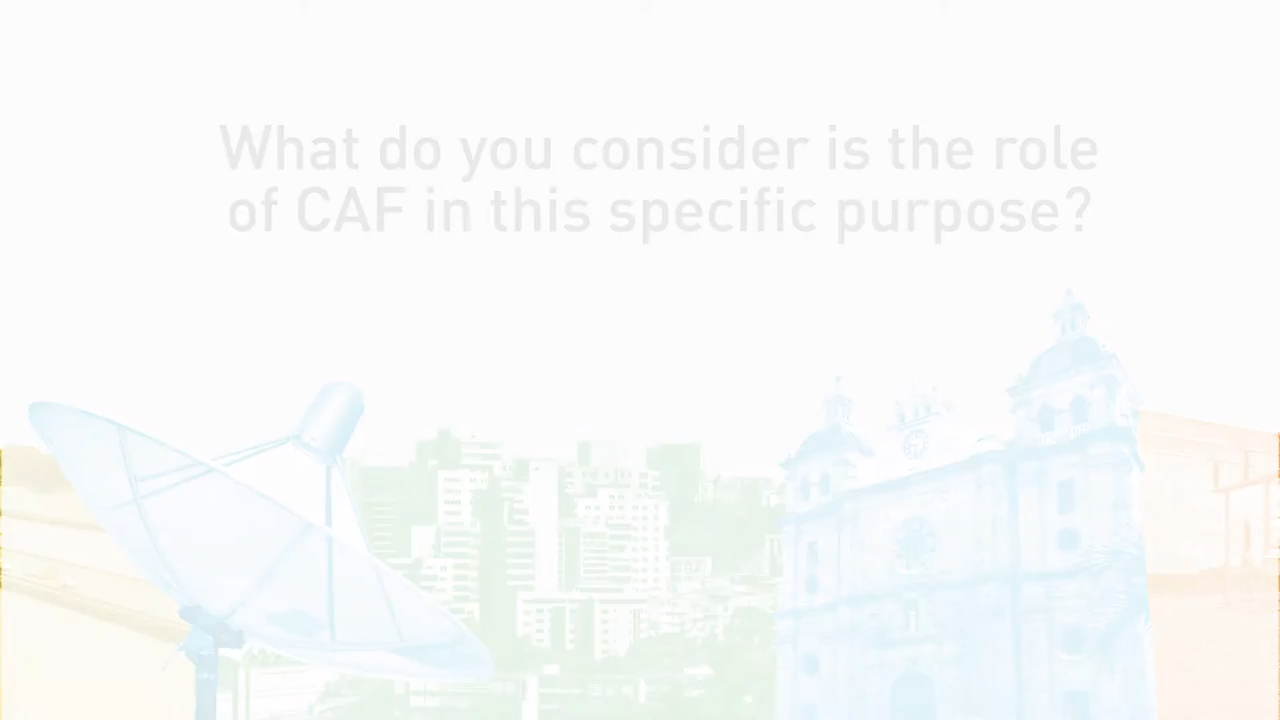 What do you consider is the role
of CAF in this specific purpose?